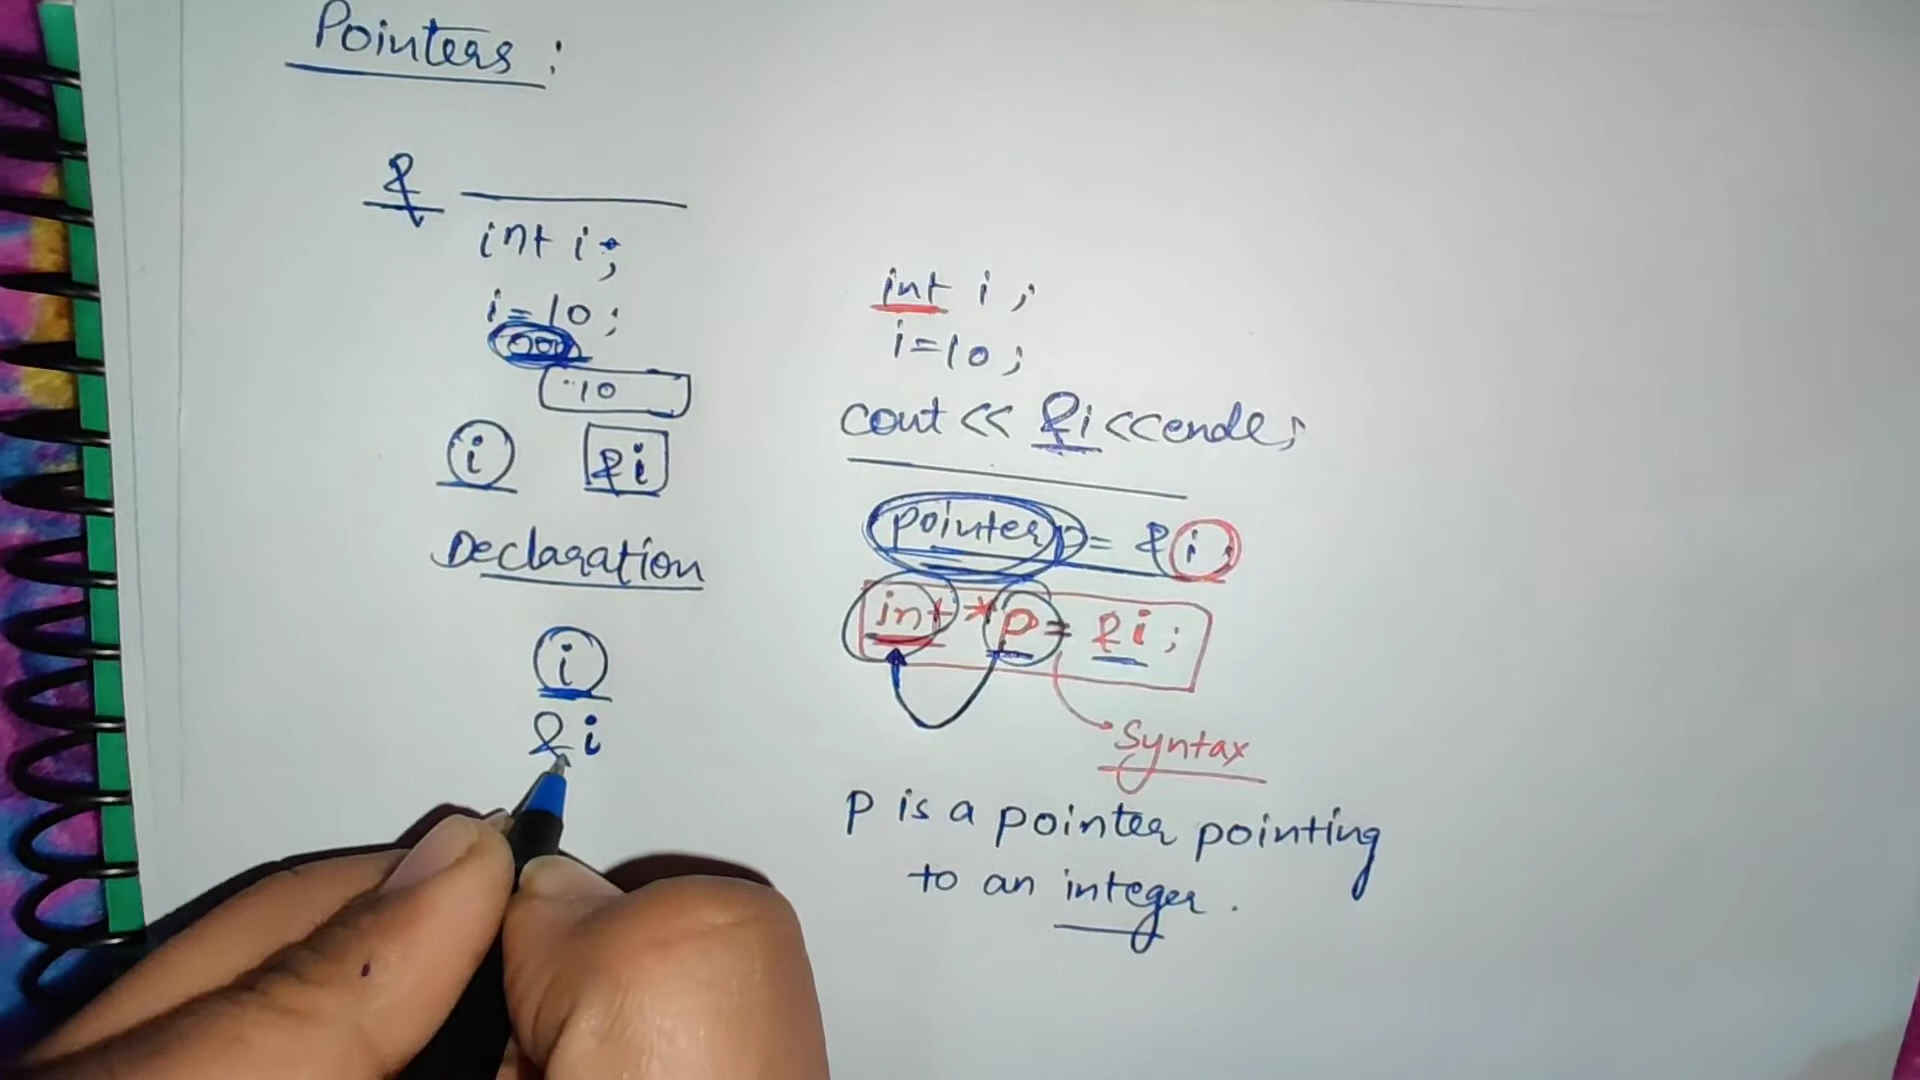 Pointers :
&
int i ;
i = 10 ;
10
i &i
Declaration
i
&i
int i ;
i = 10 ;
cout << &i << endl ;
pointer p = &i ;
int *p = &i ;
Syntax
p is a pointer pointing
to an integer .